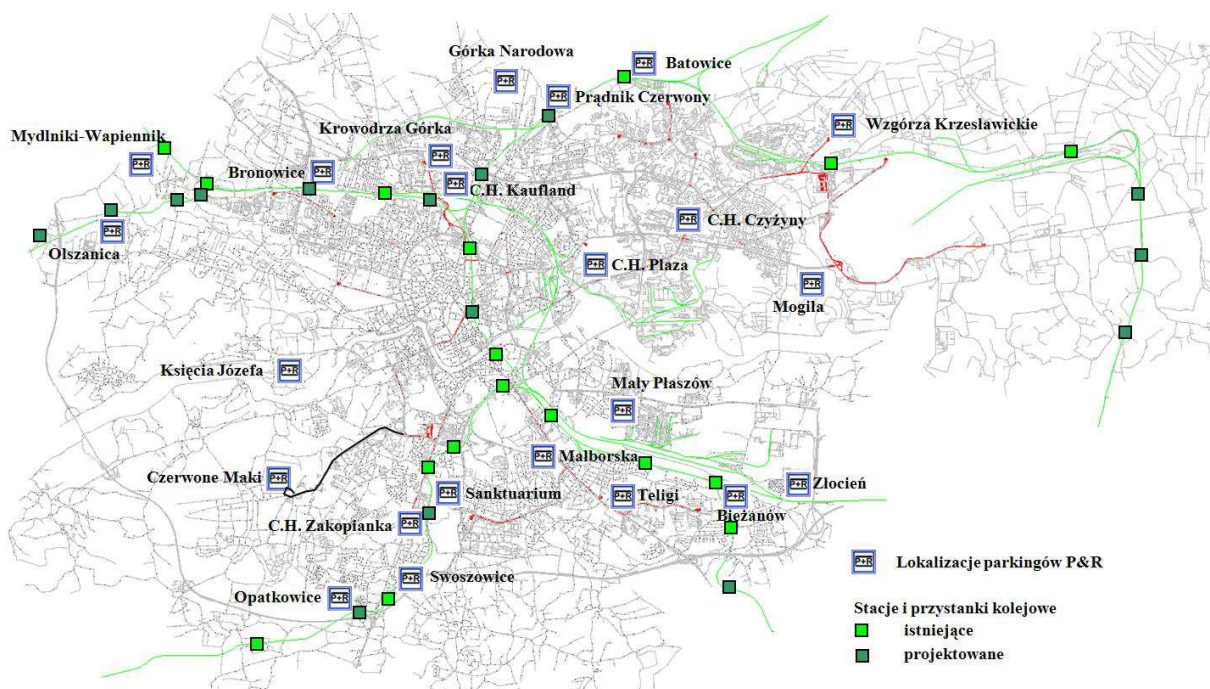 Górka Narodowa
P+R
Batowice
P+R
P+R
Prądnik Czerwony
Mydlniki-Wapiennik
P+R
Krowodrza Górka
P+R
P+R
Wzgórza Krzesławickie
Bronowice
P+R
P+R
C.H. Kaufland
P+R
C.H. Czyżyny
P+R
Olszanica
P+R
C.H. Plaza
P+R
Mogiła
Księcia Józefa
P+R
Mały Płaszów
P+R
P+R
Malborska
Czerwone Maki
P+R
P+R
Sanktuarium
P+R
Teligi
P+R
Bieżanów
P+R
Złocień
C.H. Zakopianka
P+R
P+R
Swoszowice
Opatkowice
P+R
P+R
Lokalizacje parkingów P&R
Stacje i przystanki kolejowe
istniejące
projektowane